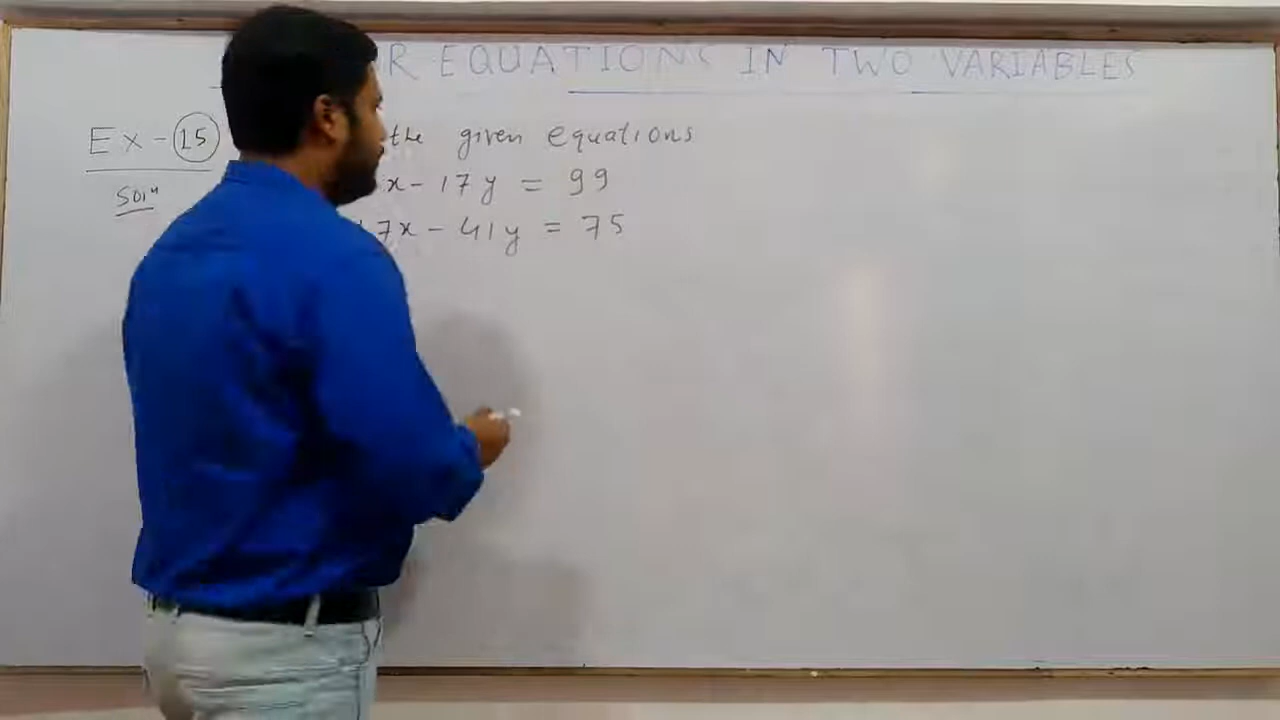 R EQUATIONS IN TWO VARIABLES
Ex-15 the given equations
Solⁿ x - 17y = 99
7x - 41y = 75